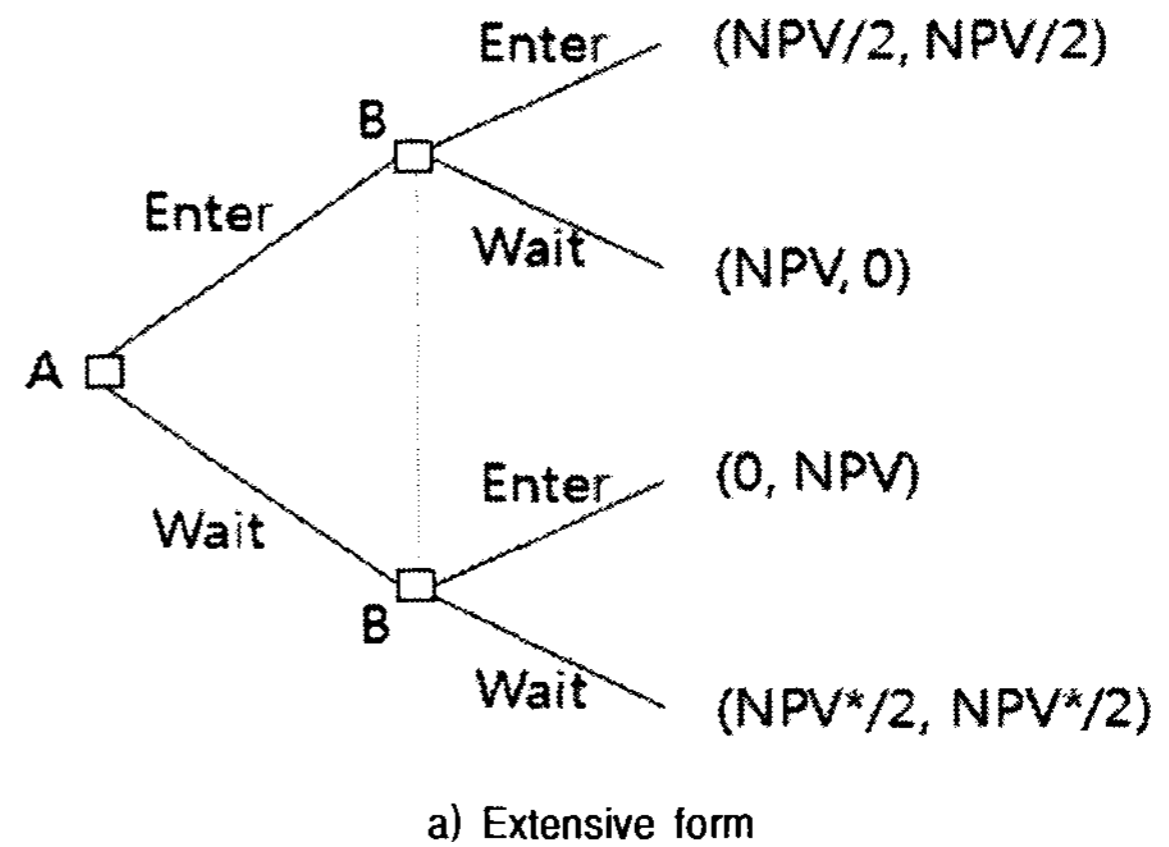 Enter (NPV/2, NPV/2)
B
Enter
Wait
(NPV, 0)
A
Enter (0, NPV)
Wait
B
Wait
(NPV*/2, NPV*/2)
a) Extensive form